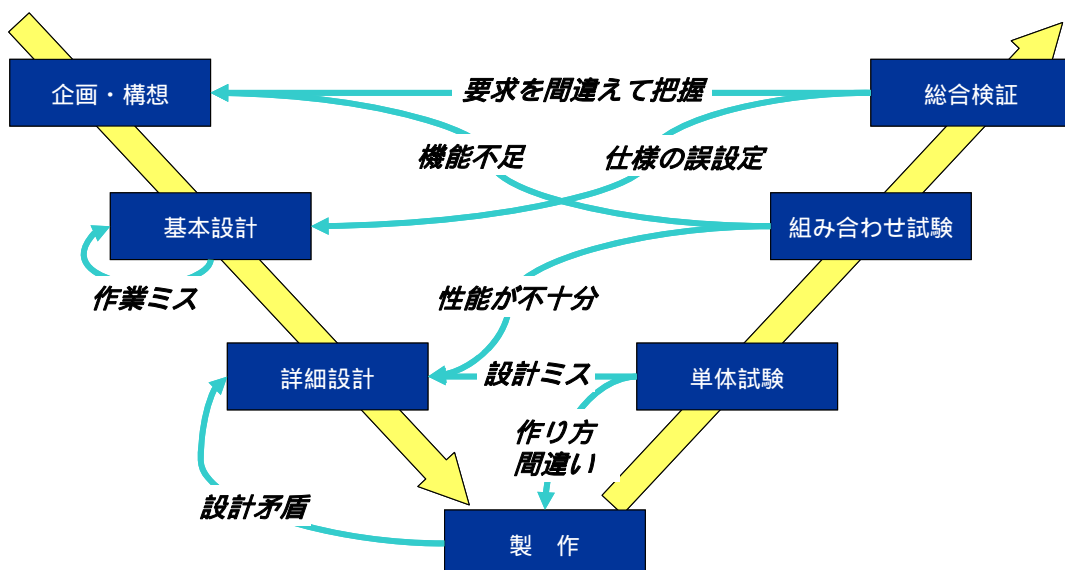 企画・構想
要求を間違えて把握
総合検証
機能不足
仕様の誤設定
基本設計
組み合わせ試験
作業ミス
性能が不十分
詳細設計
設計ミス
単体試験
作り方
間違い
設計矛盾
製　作